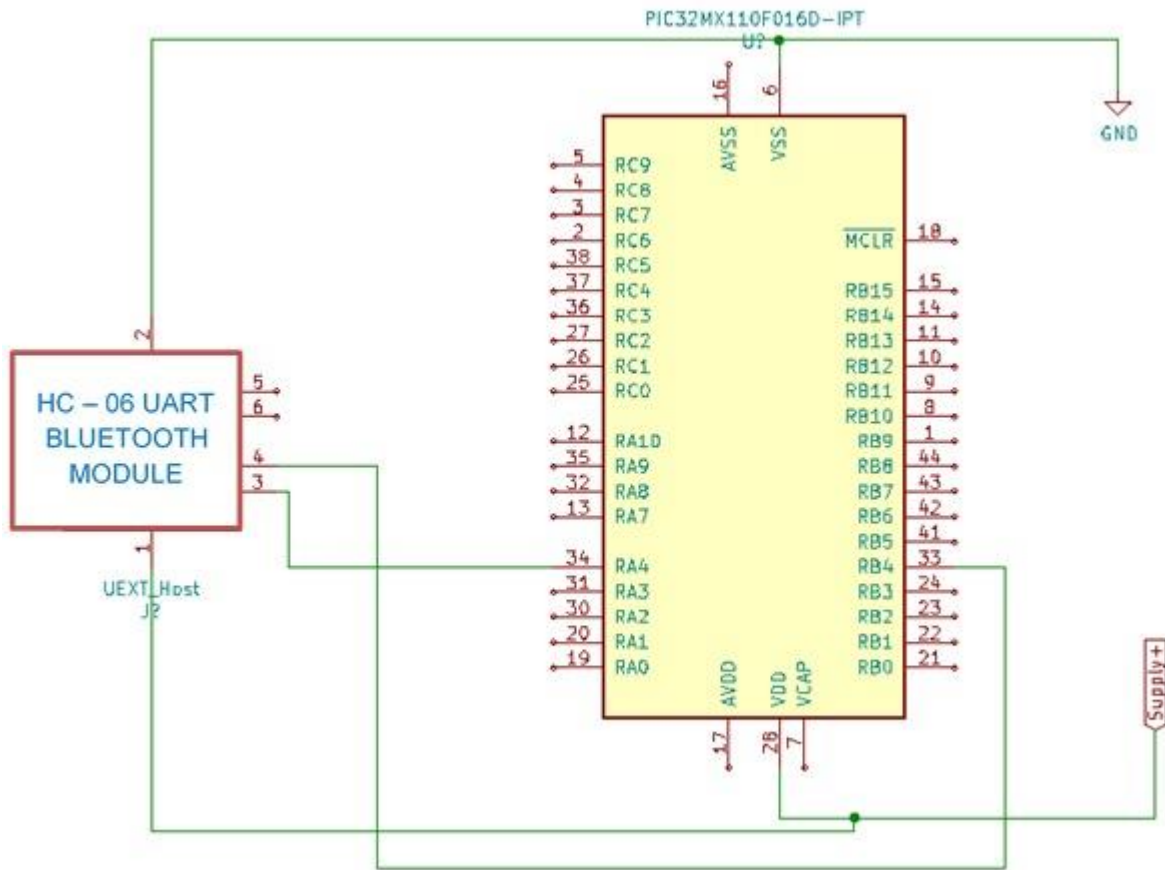 PIC32MX110F016D-IPT
U?
16
6
AVSS
VSS
GND
5 RC9
4 RC8
3 RC7
2 RC6
38 RC5
37 RC4
36 RC3
27 RC2
26 RC1
25 RC0
12 RA10
35 RA9
32 RA8
13 RA7
34 RA4
31 RA3
30 RA2
20 RA1
19 RA0
MCLR 18
RB15 15
RB14 14
RB13 11
RB12 10
RB11 9
RB10 8
RB9 1
RB8 44
RB7 43
RB6 42
RB5 41
RB4 33
RB3 24
RB2 23
RB1 22
RB0 21
AVDD
VDD
VCAP
17
28
7
2
HC – 06 UART
BLUETOOTH
MODULE
5
6
4
3
1
UEXT_Host
J?
Supply+